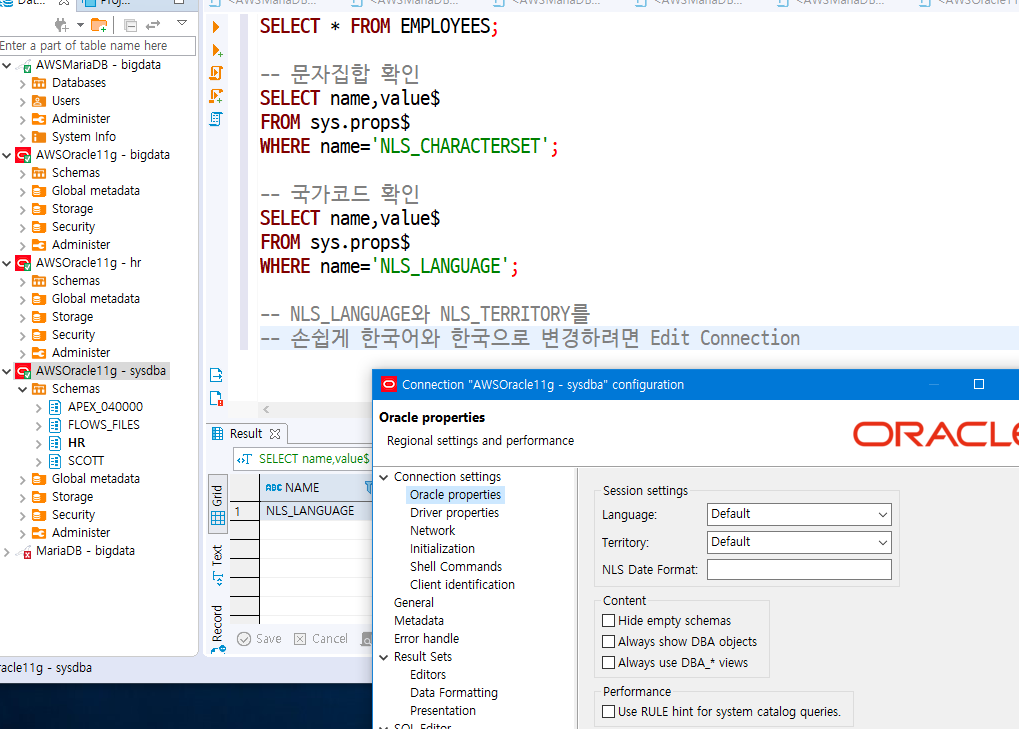 Dat...
Proj...
<AWSMariaDB...
<AWSMariaDB...
<AWSMariaDB...
<AWSMariaDB...
<AWSMariaDB...
<AWSOracle11
Enter a part of table name here
AWSMariaDB - bigdata
Databases
Users
Administer
System Info
AWSOracle11g - bigdata
Schemas
Global metadata
Storage
Security
Administer
AWSOracle11g - hr
Schemas
Global metadata
Storage
Security
Administer
AWSOracle11g - sysdba
Schemas
APEX_040000
FLOWS_FILES
HR
SCOTT
Global metadata
Storage
Security
Administer
MariaDB - bigdata
racle11g - sysdba
SELECT * FROM EMPLOYEES;
-- 문자집합 확인
SELECT name,value$
FROM sys.props$
WHERE name='NLS_CHARACTERSET';
-- 국가코드 확인
SELECT name,value$
FROM sys.props$
WHERE name='NLS_LANGUAGE';
-- NLS_LANGUAGE와 NLS_TERRITORY를
-- 손쉽게 한국어와 한국으로 변경하려면 Edit Connection
Result
SELECT name,value$
Grid
Text
Record
ABC NAME
1 NLS_LANGUAGE
Save Cancel
Connection "AWSOracle11g - sysdba" configuration
Oracle properties
Regional settings and performance
ORACLE
Connection settings
Oracle properties
Driver properties
Network
Initialization
Shell Commands
Client identification
General
Metadata
Error handle
Result Sets
Editors
Data Formatting
Presentation
SQL Editor
Session settings
Language: Default
Territory: Default
NLS Date Format:
Content
Hide empty schemas
Always show DBA objects
Always use DBA_* views
Performance
Use RULE hint for system catalog queries.